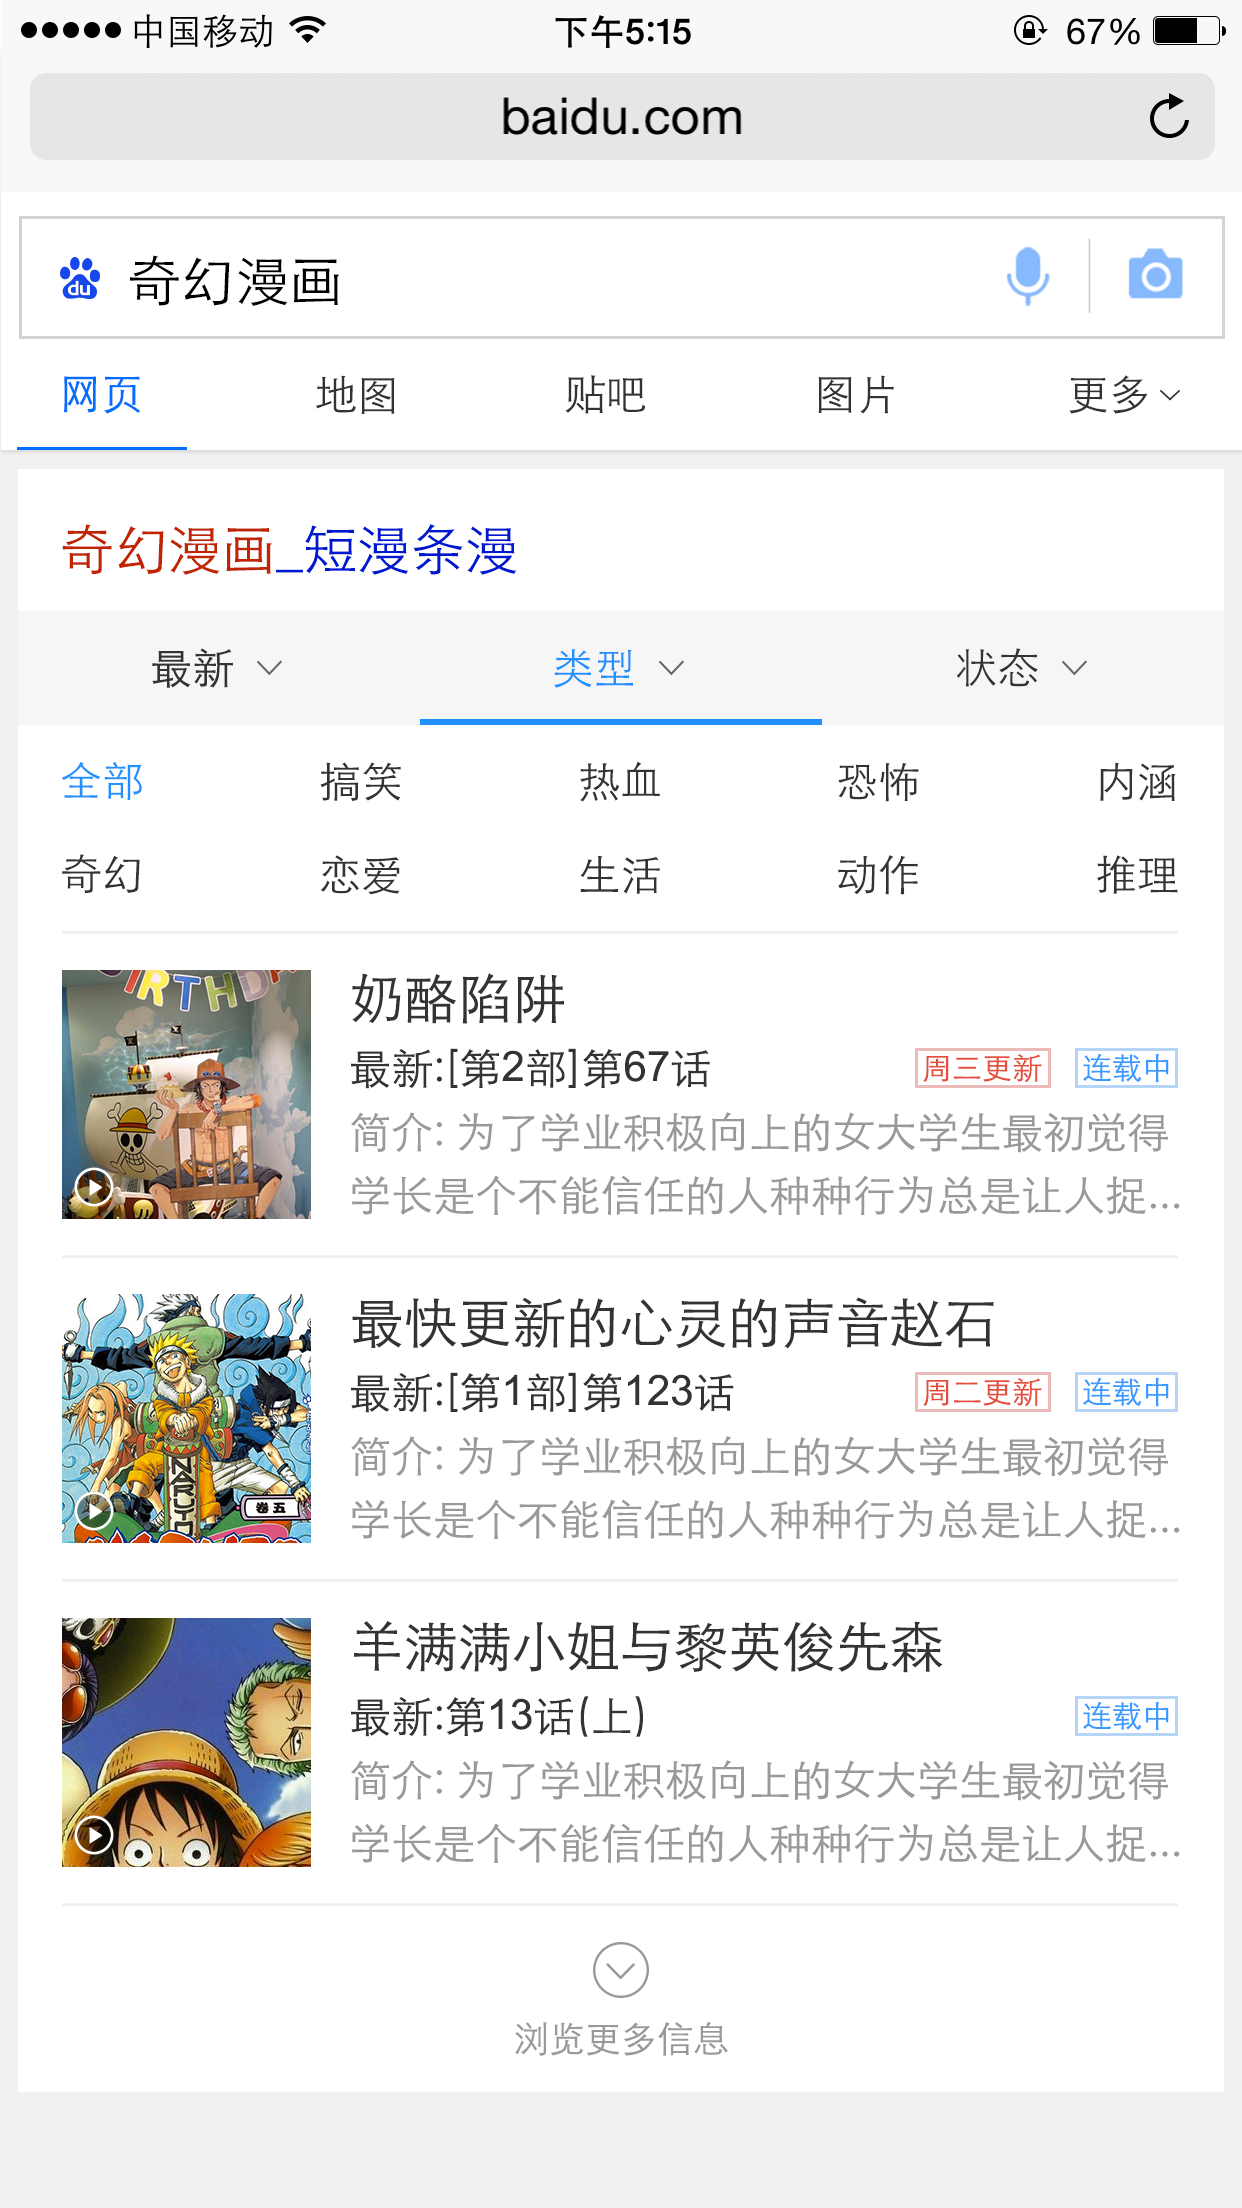 中国移动 下午5:15 67%
baidu.com
du 奇幻漫画
网页 地图 贴吧 图片 更多
奇幻漫画_短漫条漫
最新 类型 状态
全部 搞笑 热血 恐怖 内涵
奇幻 恋爱 生活 动作 推理
BIRTHDA
奶酪陷阱
最新:[第2部]第67话 周三更新 连载中
简介: 为了学业积极向上的女大学生最初觉得
学长是个不能信任的人种种行为总是让人捉...
最快更新的心灵的声音赵石
最新:[第1部]第123话 周二更新 连载中
简介: 为了学业积极向上的女大学生最初觉得
学长是个不能信任的人种种行为总是让人捉...
NARUTO
卷五
羊满满小姐与黎英俊先森
最新:第13话(上) 连载中
简介: 为了学业积极向上的女大学生最初觉得
学长是个不能信任的人种种行为总是让人捉...
浏览更多信息